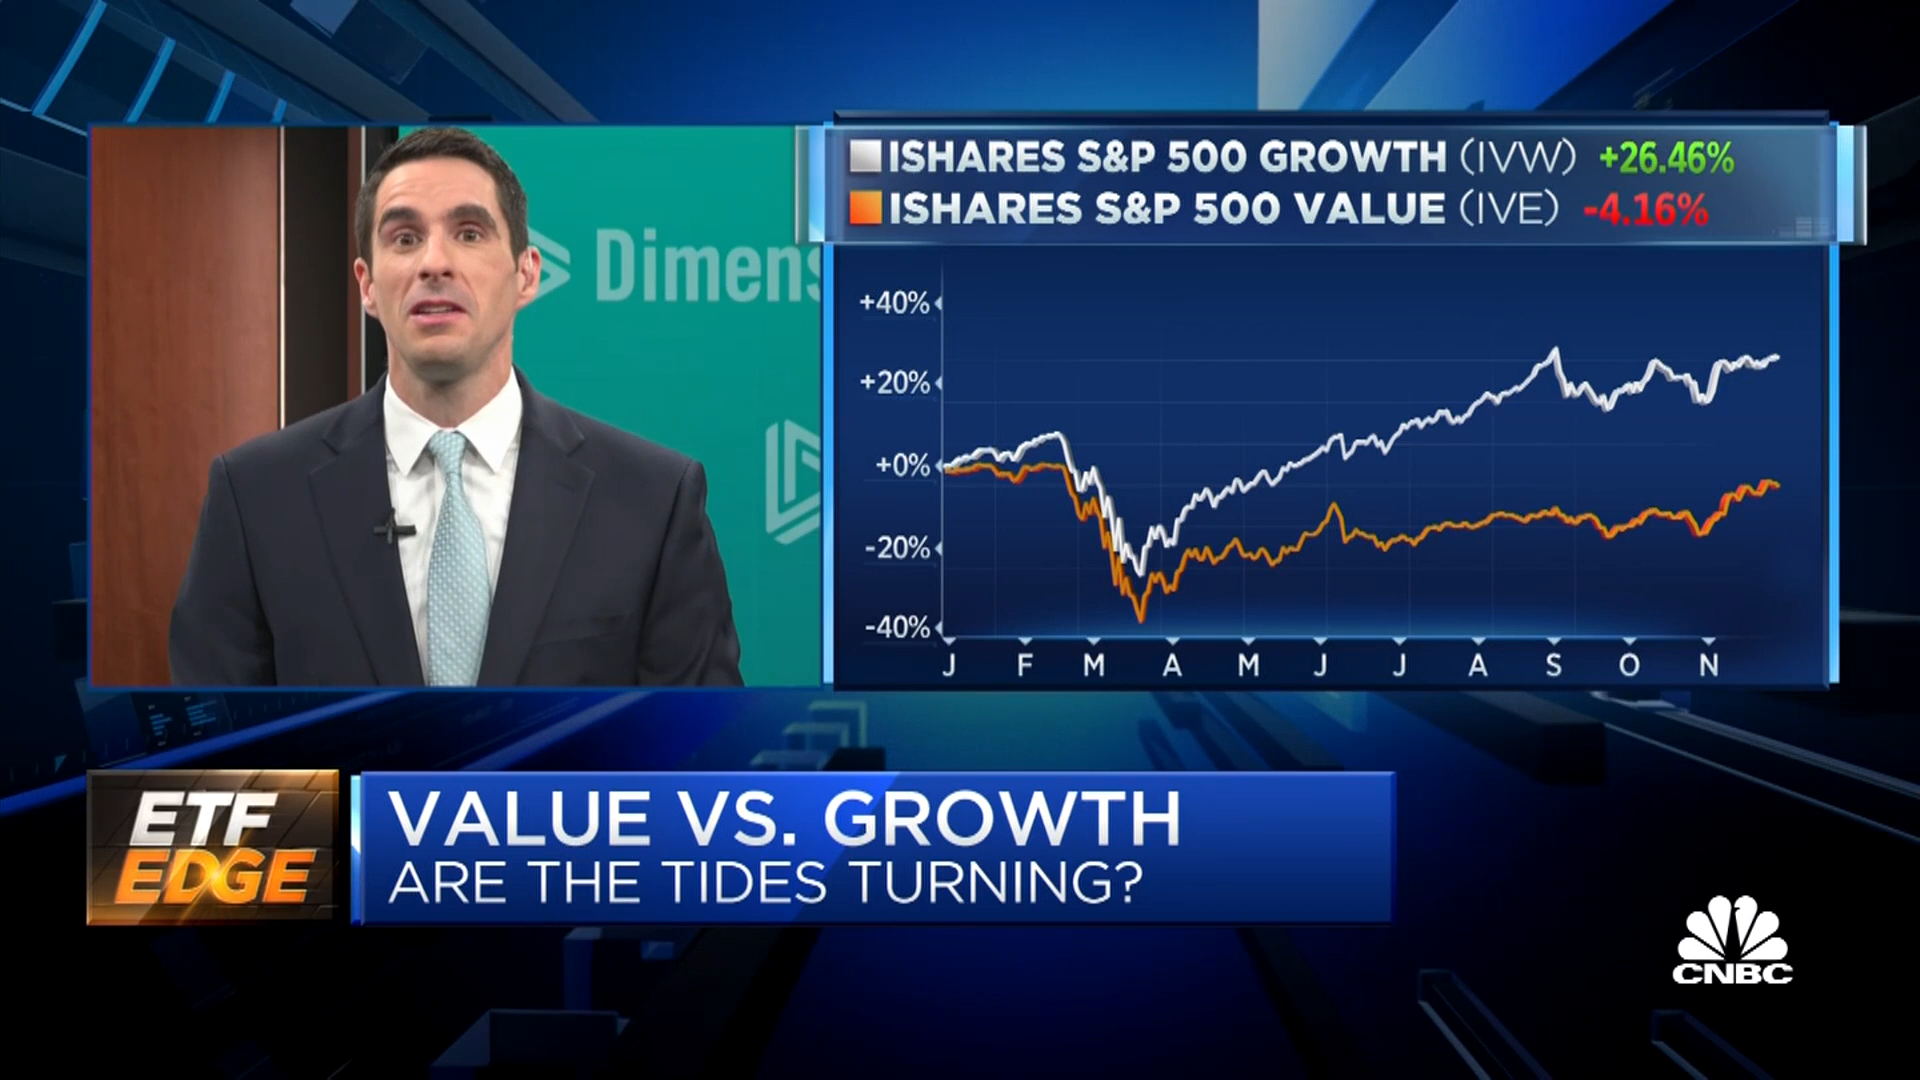 ISHARES S&P 500 GROWTH (IVW) +26.46%
ISHARES S&P 500 VALUE (IVE) -4.16%
Dimens
+40%
+20%
+0%
-20%
-40%
J F M A M J J A S O N
ETF
EDGE
VALUE VS. GROWTH
ARE THE TIDES TURNING?
CNBC